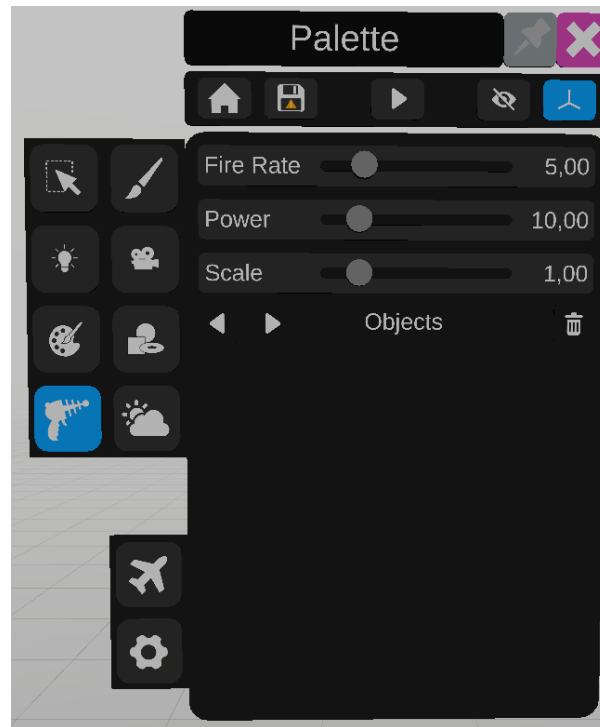 Palette
Fire Rate 5,00
Power 10,00
Scale 1,00
Objects